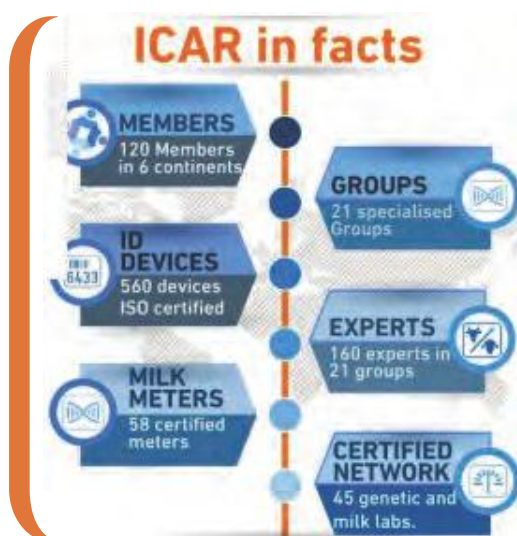 ICAR in facts
MEMBERS
120 Members
in 6 continents
GROUPS
21 specialised
Groups
ID
DEVICES
6433
560 devices
ISO certified
EXPERTS
160 experts in
21 groups
MILK
METERS
58 certified
meters
CERTIFIED
NETWORK
45 genetic and
milk labs.